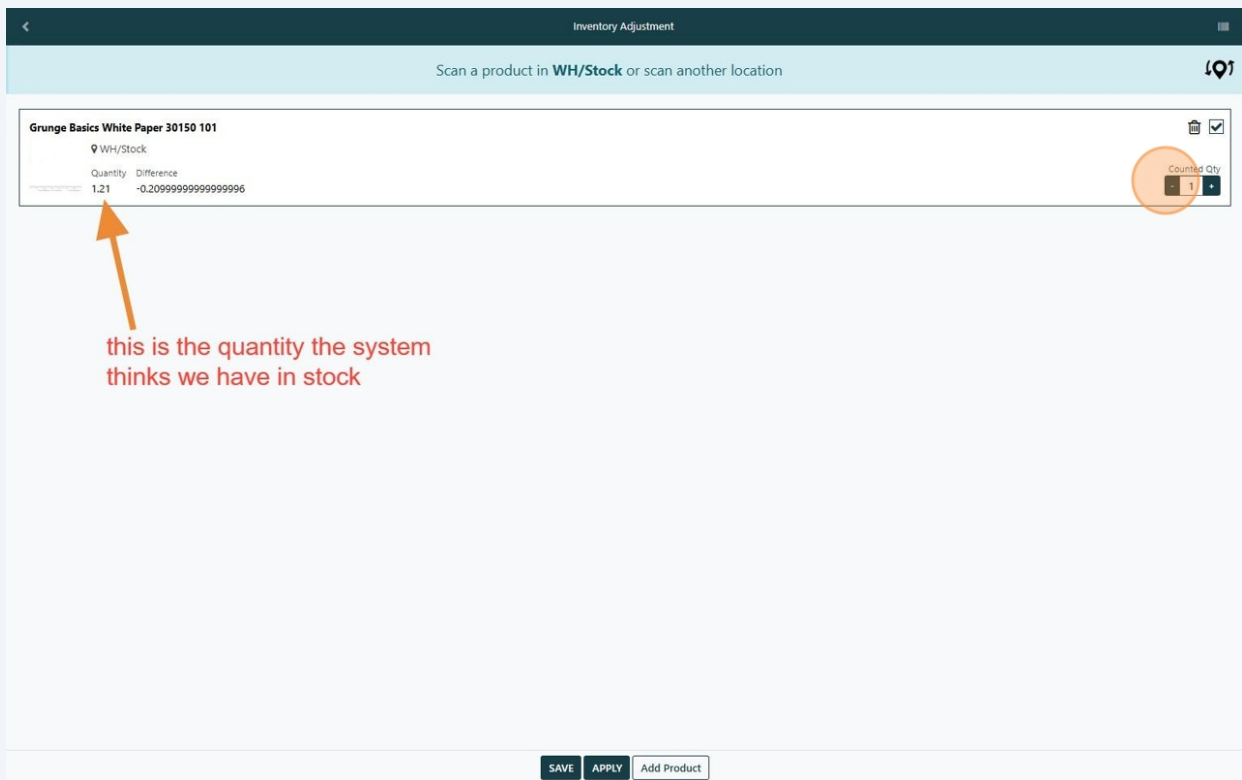 Inventory Adjustment
Scan a product in WH/Stock or scan another location
Grunge Basics White Paper 30150 101
WH/Stock
Quantity Difference
Counted Qty
1.21 -0.20999999999999996
- 1 +
this is the quantity the system
thinks we have in stock
SAVE APPLY Add Product